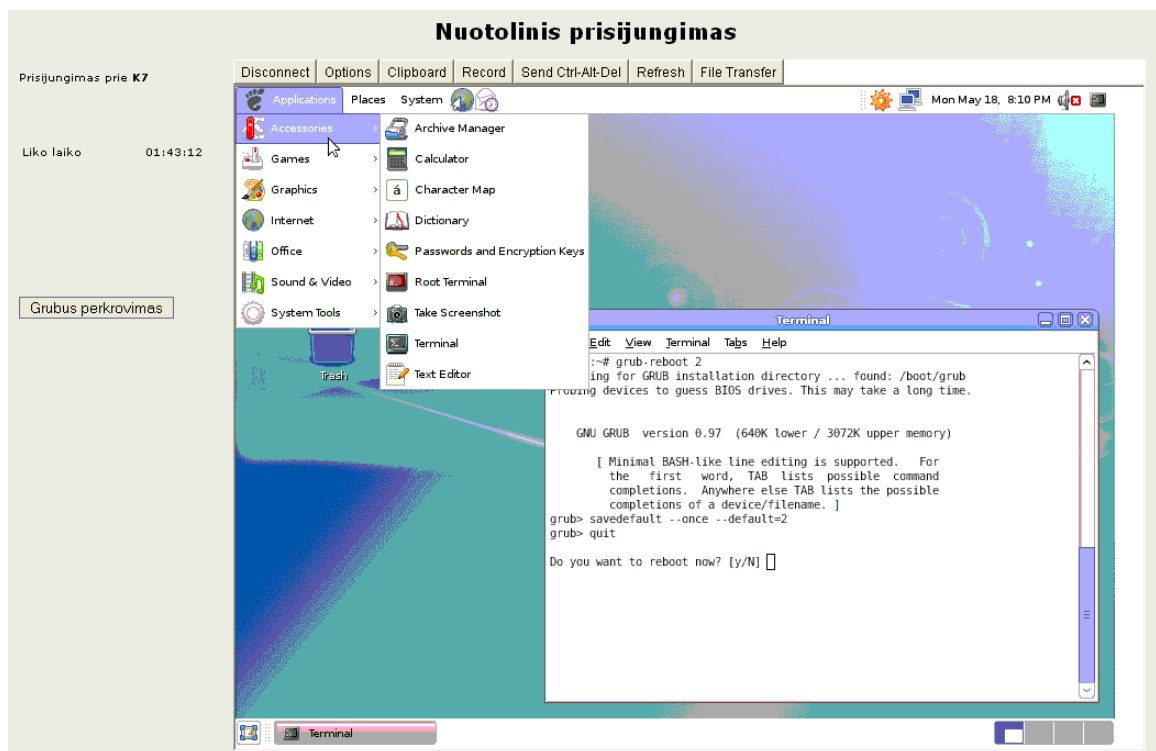 Nuotolinis prisijungimas
Prisijungimas prie K7
Liko laiko 01:43:12
Grubus perkrovimas
Disconnect Options Clipboard Record Send Ctrl-Alt-Del Refresh File Transfer
Applications Places System Mon May 18, 8:10 PM
Accessories
Games
Graphics
Internet
Office
Sound & Video
System Tools
Archive Manager
Calculator
á Character Map
Dictionary
Passwords and Encryption Keys
Root Terminal
Take Screenshot
Terminal
Text Editor
Trash
Terminal
Edit View Terminal Tabs Help
:~# grub-reboot 2
ing for GRUB installation directory ... found: /boot/grub
Probing devices to guess BIOS drives. This may take a long time.
GNU GRUB version 0.97 (640K lower / 3072K upper memory)
[ Minimal BASH-like line editing is supported. For
the first word, TAB lists possible command
completions. Anywhere else TAB lists the possible
completions of a device/filename. ]
grub> savedefault --once --default=2
grub> quit
Do you want to reboot now? [y/N]
Terminal